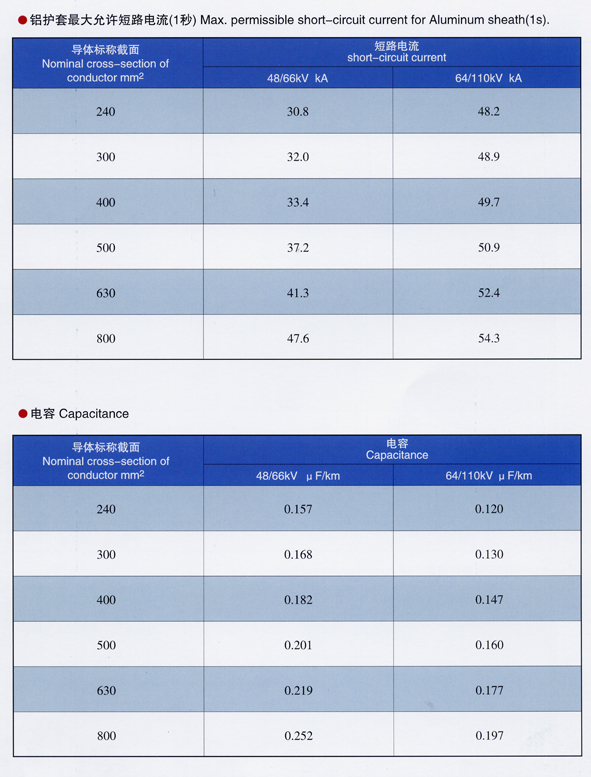 ● 铝护套最大允许短路电流(1秒) Max. permissible short-circuit current for Aluminum sheath(1s).
导体标称截面
Nominal cross-section of
conductor mm²
短路电流
short-circuit current
48/66kV kA 64/110kV kA
240 30.8 48.2
300 32.0 48.9
400 33.4 49.7
500 37.2 50.9
630 41.3 52.4
800 47.6 54.3
● 电容 Capacitance
导体标称截面
Nominal cross-section of
conductor mm²
电容
Capacitance
48/66kV μF/km 64/110kV μF/km
240 0.157 0.120
300 0.168 0.130
400 0.182 0.147
500 0.201 0.160
630 0.219 0.177
800 0.252 0.197